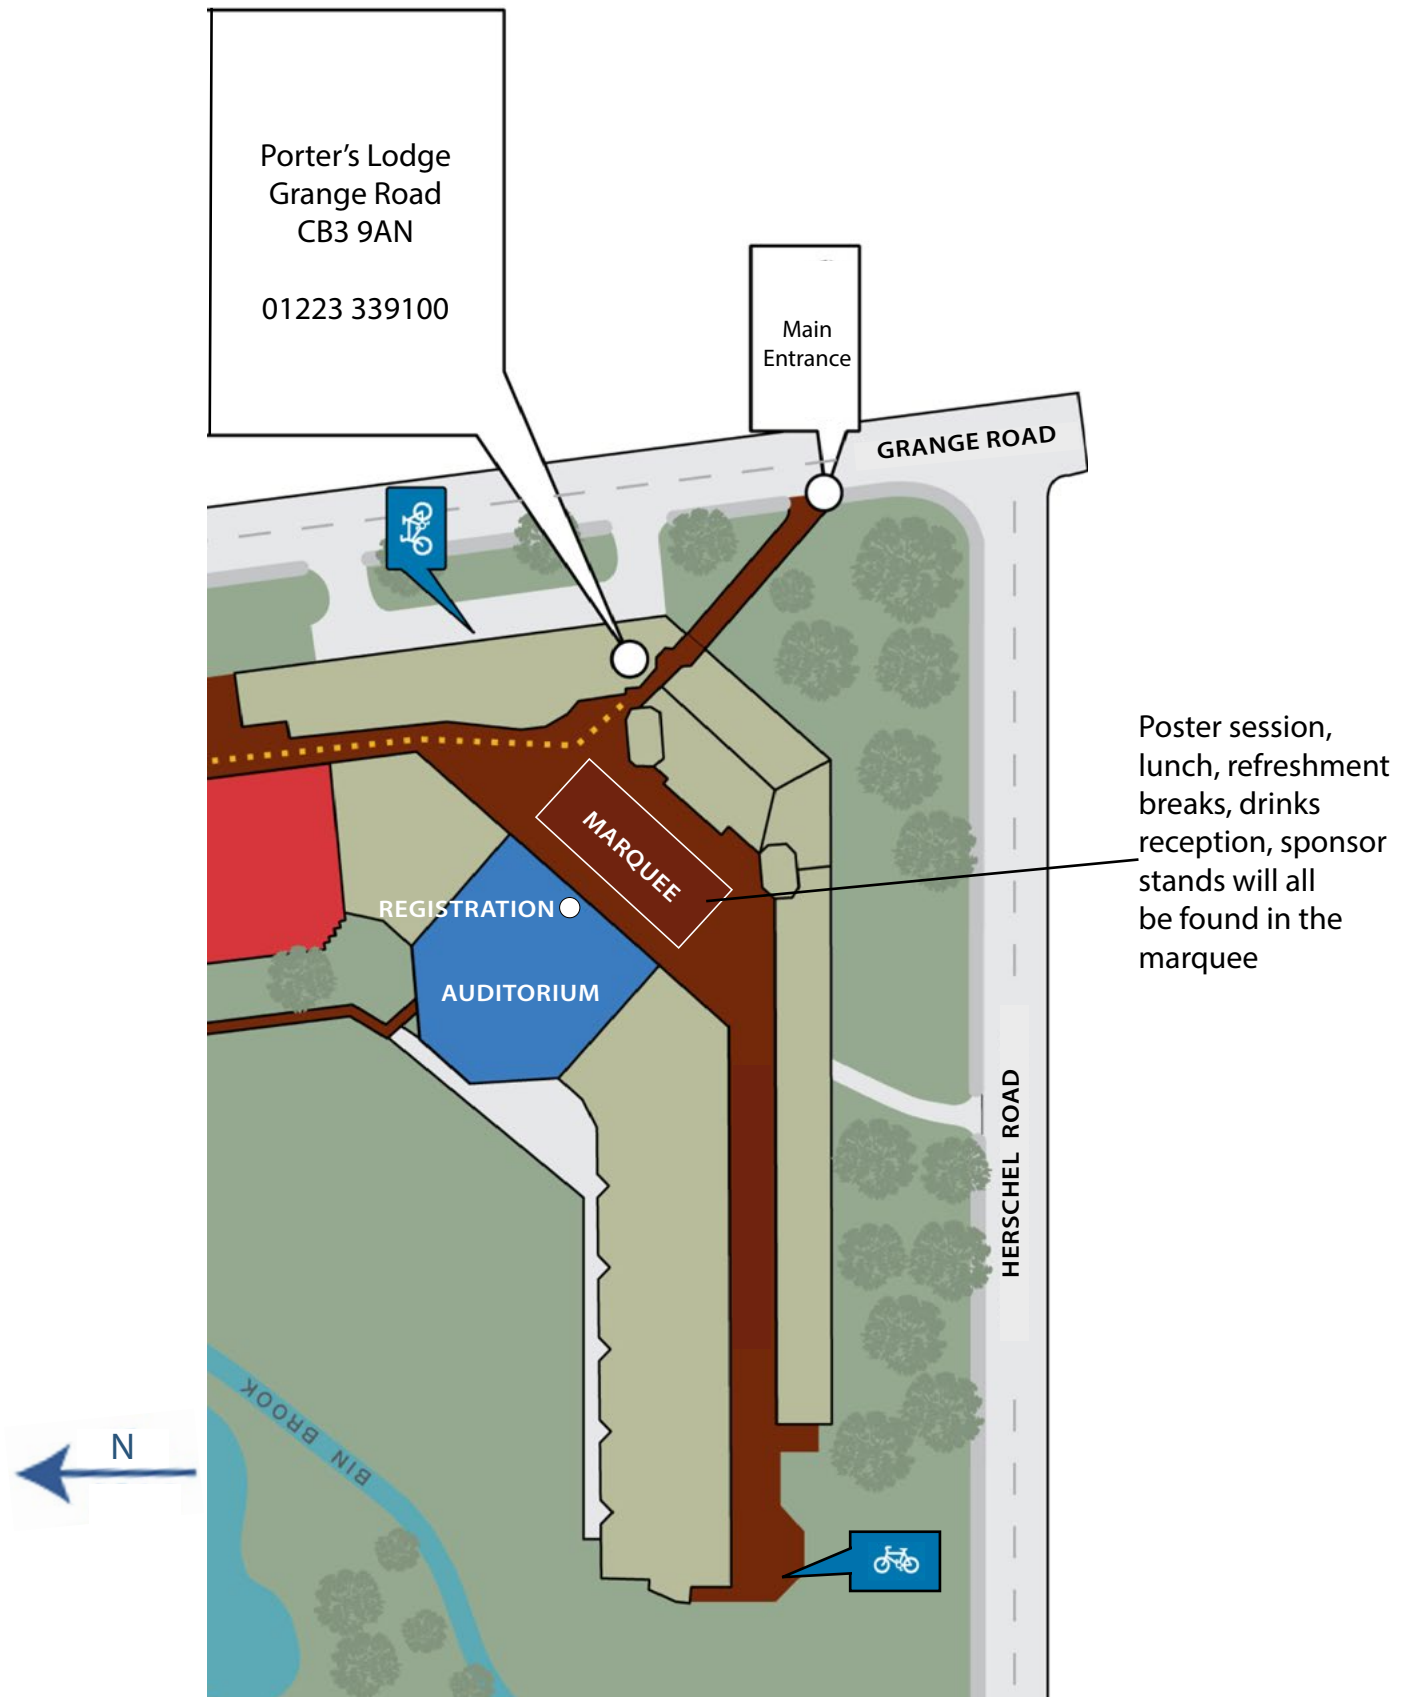 Porter’s Lodge
Grange Road
CB3 9AN
01223 339100
Main
Entrance
GRANGE ROAD
MARQUEE
REGISTRATION
AUDITORIUM
Poster session,
lunch, refreshment
breaks, drinks
reception, sponsor
stands will all
be found in the
marquee
HERSCHEL ROAD
BIN BROOK
N